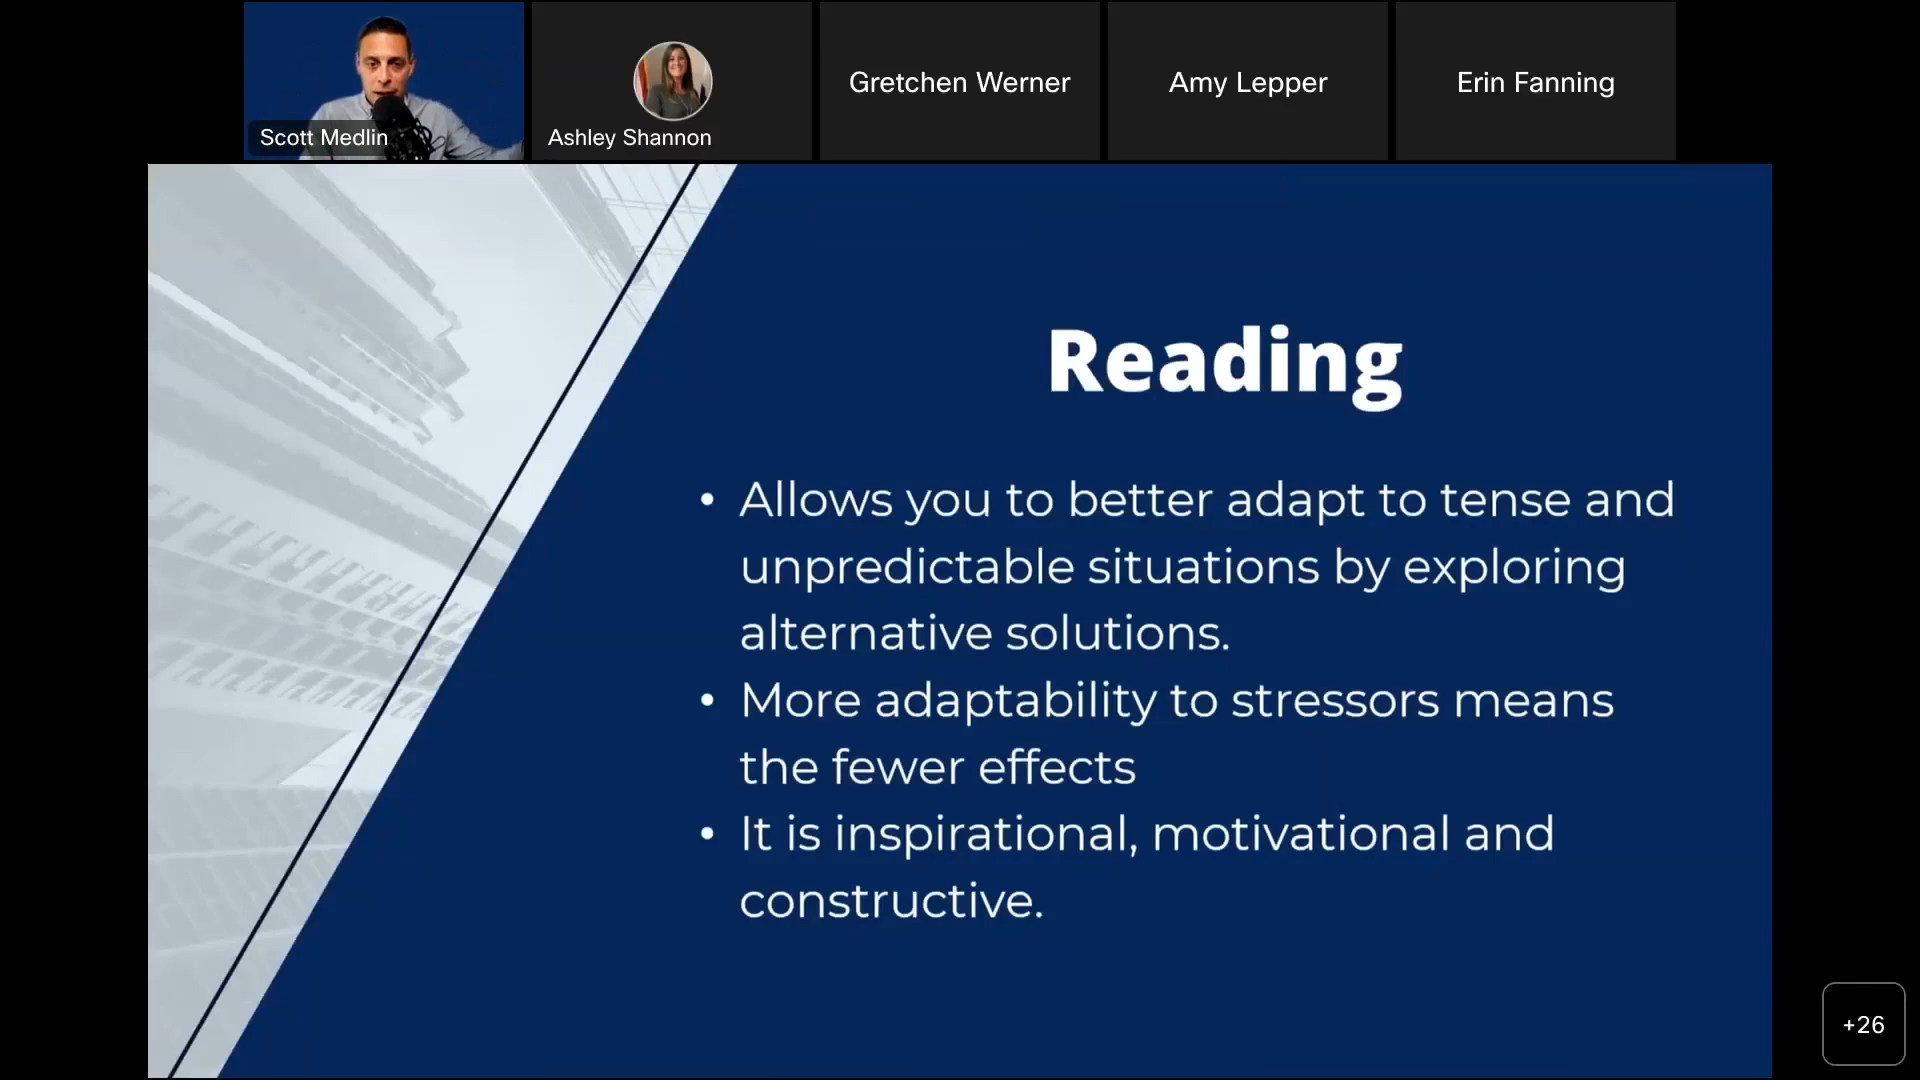 Scott Medlin
Ashley Shannon
Gretchen Werner
Amy Lepper
Erin Fanning
Reading
• Allows you to better adapt to tense and
unpredictable situations by exploring
alternative solutions.
• More adaptability to stressors means
the fewer effects
• It is inspirational, motivational and
constructive.
+26